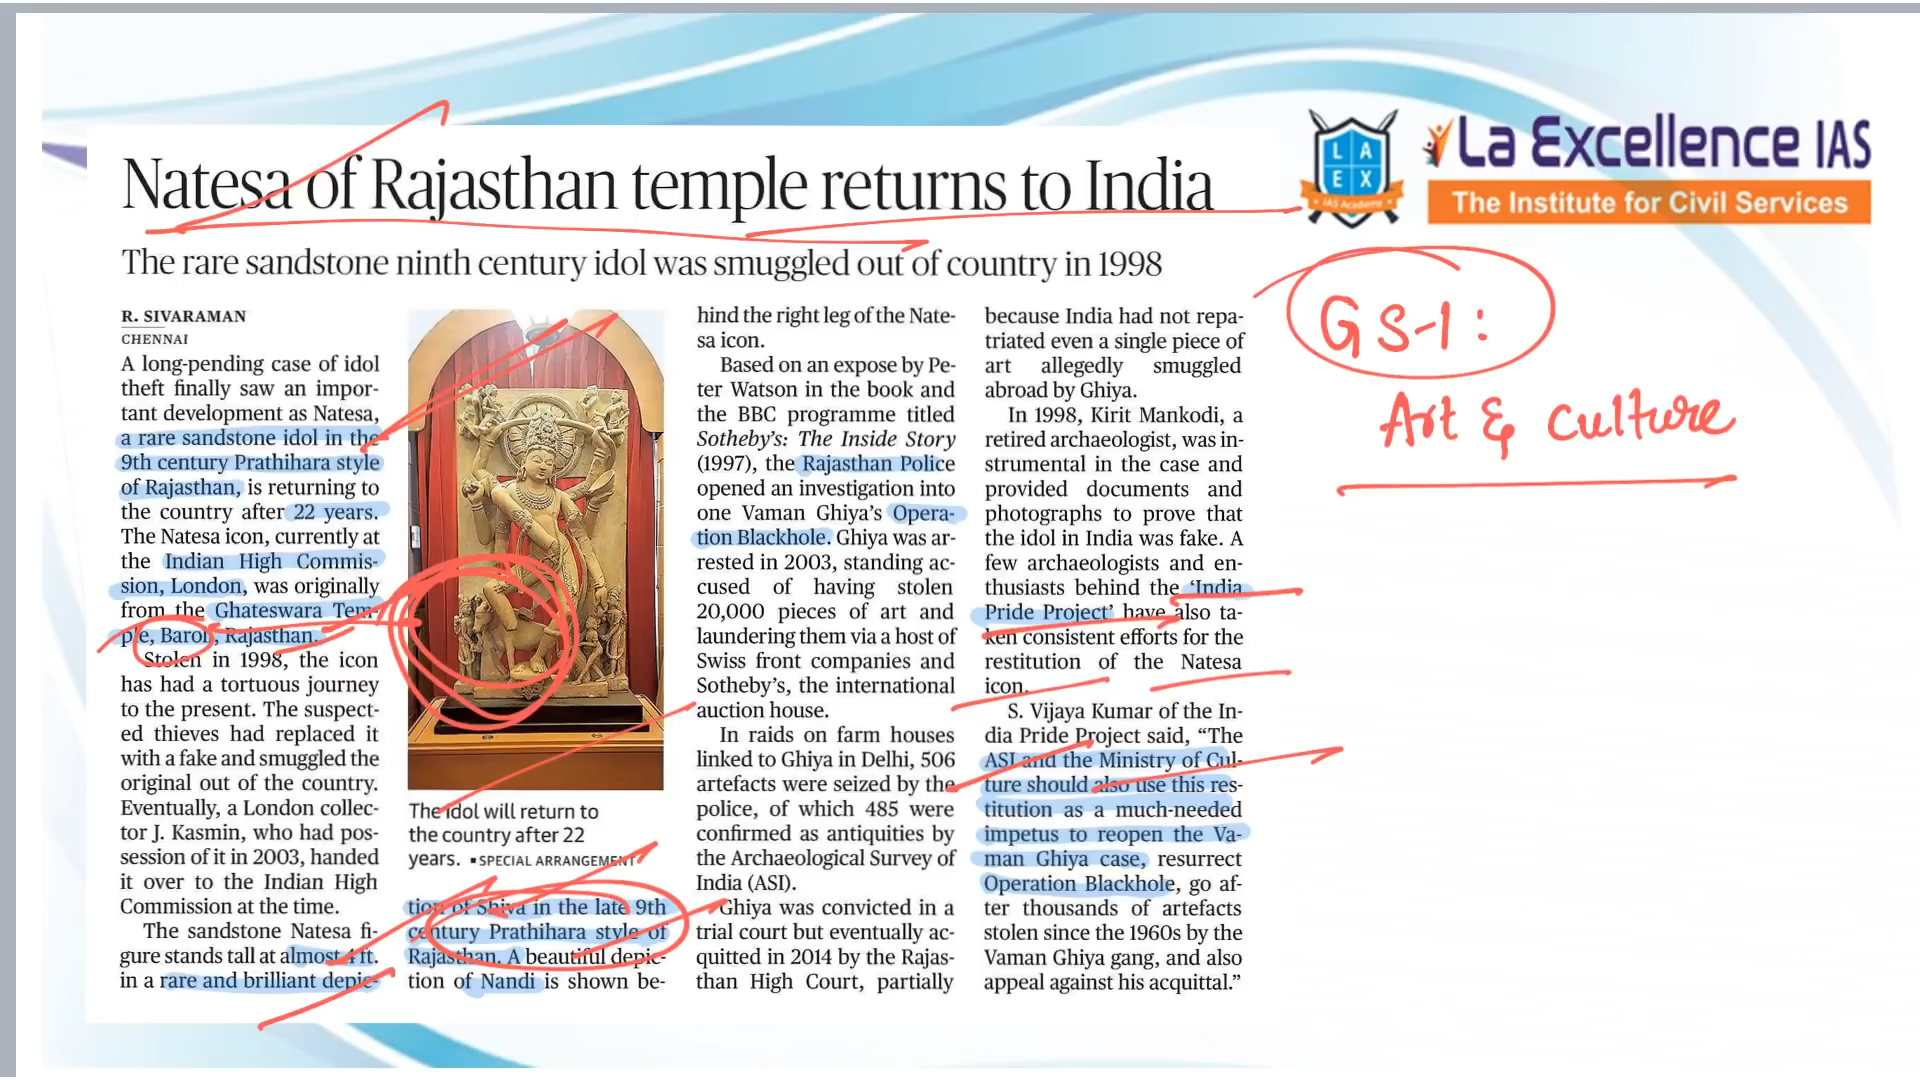 Natesa of Rajasthan temple returns to India
The rare sandstone ninth century idol was smuggled out of country in 1998
R. SIVARAMAN
CHENNAI
A long-pending case of idol
theft finally saw an impor-
tant development as Natesa,
a rare sandstone idol in the
9th century Prathihara style
of Rajasthan, is returning to
the country after 22 years.
The Natesa icon, currently at
the Indian High Commis-
sion, London, was originally
from the Ghateswara Tem-
ple, Baroli, Rajasthan.
Stolen in 1998, the icon
has had a tortuous journey
to the present. The suspect-
ed thieves had replaced it
with a fake and smuggled the
original out of the country.
Eventually, a London collec-
tor J. Kasmin, who had pos-
session of it in 2003, handed
it over to the Indian High
Commission at the time.
The sandstone Natesa fi-
gure stands tall at almost 4 ft.
in a rare and brilliant depic-
The idol will return to
the country after 22
years. ▪SPECIAL ARRANGEMENT
tion of Shiva in the late 9th
century Prathihara style of
Rajasthan. A beautiful depic-
tion of Nandi is shown be-
hind the right leg of the Nate-
sa icon.
Based on an expose by Pe-
ter Watson in the book and
the BBC programme titled
Sotheby's: The Inside Story
(1997), the Rajasthan Police
opened an investigation into
one Vaman Ghiya's Opera-
tion Blackhole. Ghiya was ar-
rested in 2003, standing ac-
cused of having stolen
20,000 pieces of art and
laundering them via a host of
Swiss front companies and
Sotheby's, the international
auction house.
In raids on farm houses
linked to Ghiya in Delhi, 506
artefacts were seized by the
police, of which 485 were
confirmed as antiquities by
the Archaeological Survey of
India (ASI).
Ghiya was convicted in a
trial court but eventually ac-
quitted in 2014 by the Rajas-
than High Court, partially
because India had not repa-
triated even a single piece of
art allegedly smuggled
abroad by Ghiya.
In 1998, Kirit Mankodi, a
retired archaeologist, was in-
strumental in the case and
provided documents and
photographs to prove that
the idol in India was fake. A
few archaeologists and en-
thusiasts behind the 'India
Pride Project' have also ta-
ken consistent efforts for the
restitution of the Natesa
icon.
S. Vijaya Kumar of the In-
dia Pride Project said, "The
ASI and the Ministry of Cul-
ture should also use this res-
titution as a much-needed
impetus to reopen the Va-
man Ghiya case, resurrect
Operation Blackhole, go af-
ter thousands of artefacts
stolen since the 1960s by the
Vaman Ghiya gang, and also
appeal against his acquittal."
LA
EX
IAS Academy
La Excellence IAS
The Institute for Civil Services
GS-1:
Art & Culture